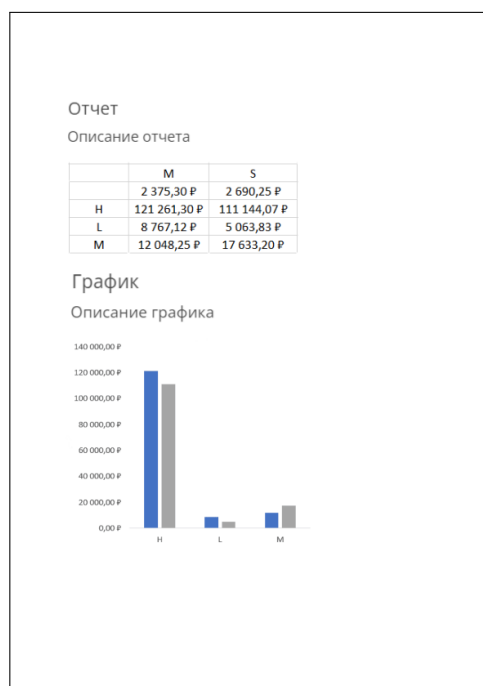 Отчет
Описание отчета
M S
2 375,30 ₽ 2 690,25 ₽
H 121 261,30 ₽ 111 144,07 ₽
L 8 767,12 ₽ 5 063,83 ₽
M 12 048,25 ₽ 17 633,20 ₽
График
Описание графика
140 000,00 ₽
120 000,00 ₽
100 000,00 ₽
80 000,00 ₽
60 000,00 ₽
40 000,00 ₽
20 000,00 ₽
0,00 ₽
H L M